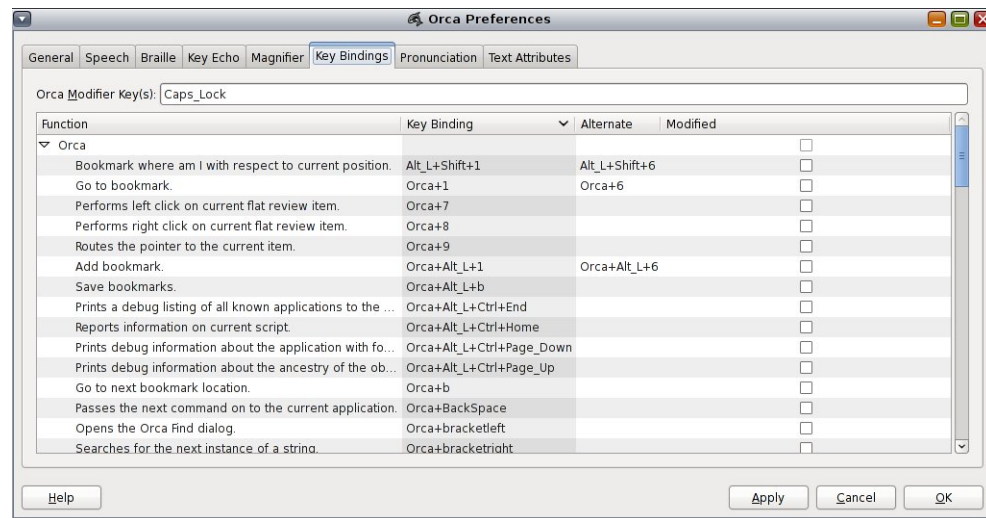 Orca Preferences
General Speech Braille Key Echo Magnifier Key Bindings Pronunciation Text Attributes
Orca Modifier Key(s): Caps_Lock
Function Key Binding Alternate Modified
Orca
Bookmark where am I with respect to current position. Alt_L+Shift+1 Alt_L+Shift+6
Go to bookmark. Orca+1 Orca+6
Performs left click on current flat review item. Orca+7
Performs right click on current flat review item. Orca+8
Routes the pointer to the current item. Orca+9
Add bookmark. Orca+Alt_L+1 Orca+Alt_L+6
Save bookmarks. Orca+Alt_L+b
Prints a debug listing of all known applications to the ... Orca+Alt_L+Ctrl+End
Reports information on current script. Orca+Alt_L+Ctrl+Home
Prints debug information about the application with fo... Orca+Alt_L+Ctrl+Page_Down
Prints debug information about the ancestry of the ob... Orca+Alt_L+Ctrl+Page_Up
Go to next bookmark location. Orca+b
Passes the next command on to the current application. Orca+BackSpace
Opens the Orca Find dialog. Orca+bracketleft
Searches for the next instance of a string. Orca+bracketright
Help Apply Cancel OK